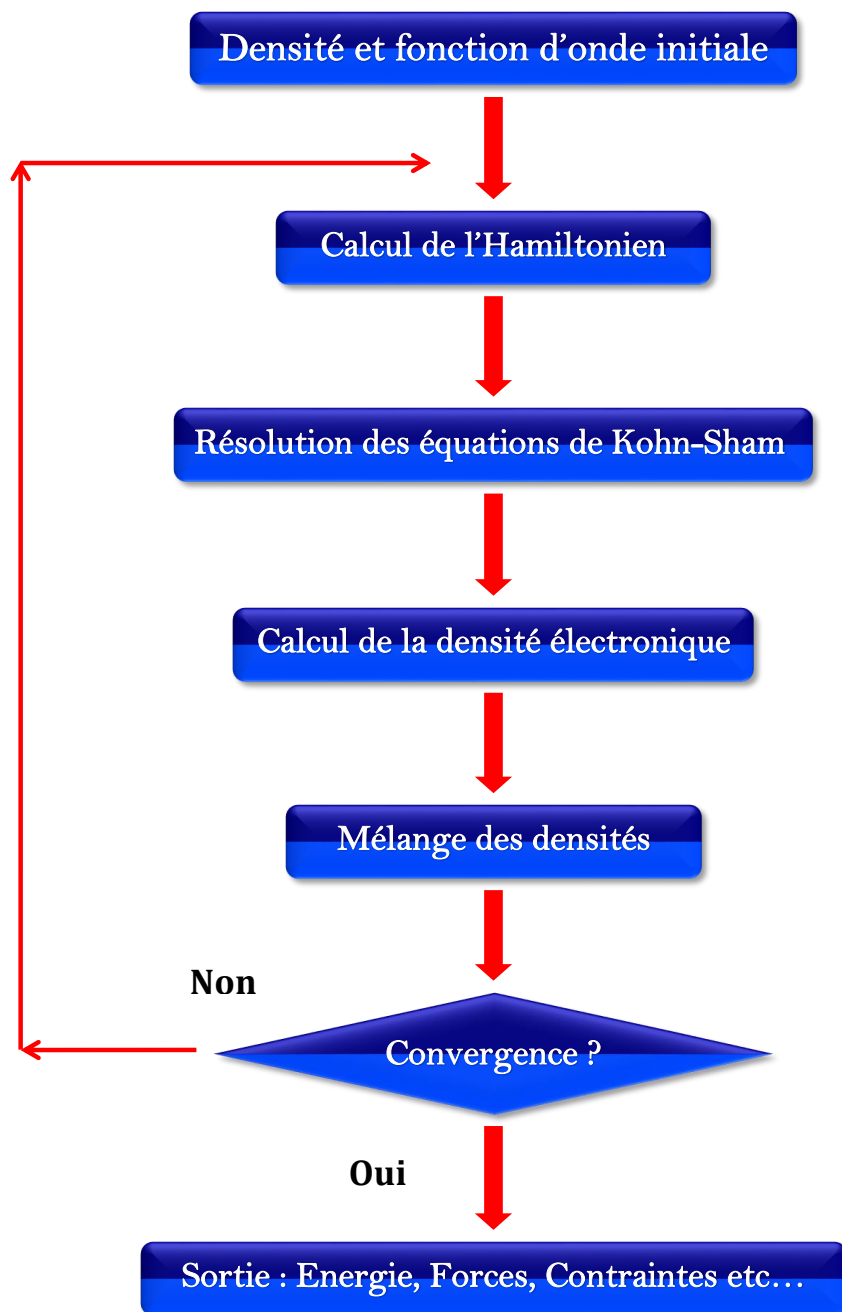 Densité et fonction d’onde initiale
Calcul de l’Hamiltonien
Résolution des équations de Kohn-Sham
Calcul de la densité électronique
Mélange des densités
Non
Convergence ?
Oui
Sortie : Energie, Forces, Contraintes etc…